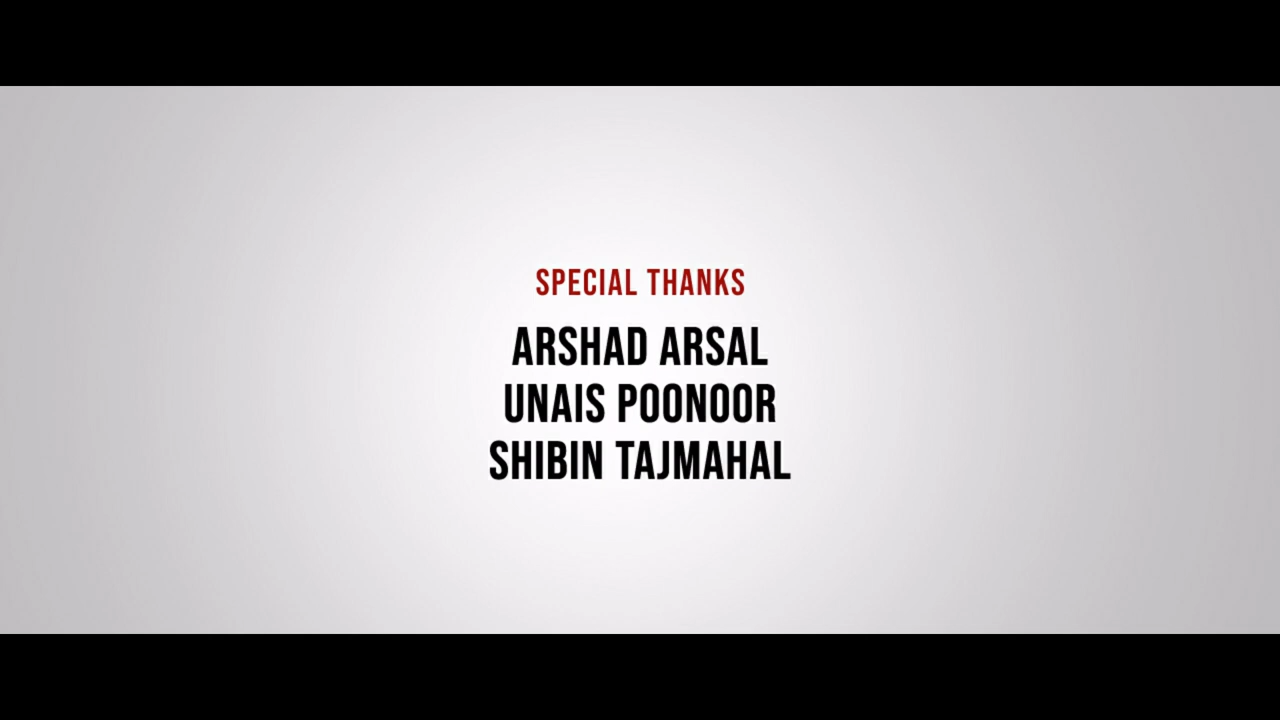 SPECIAL THANKS
ARSHAD ARSAL
UNAIS POONOOR
SHIBIN TAJMAHAL